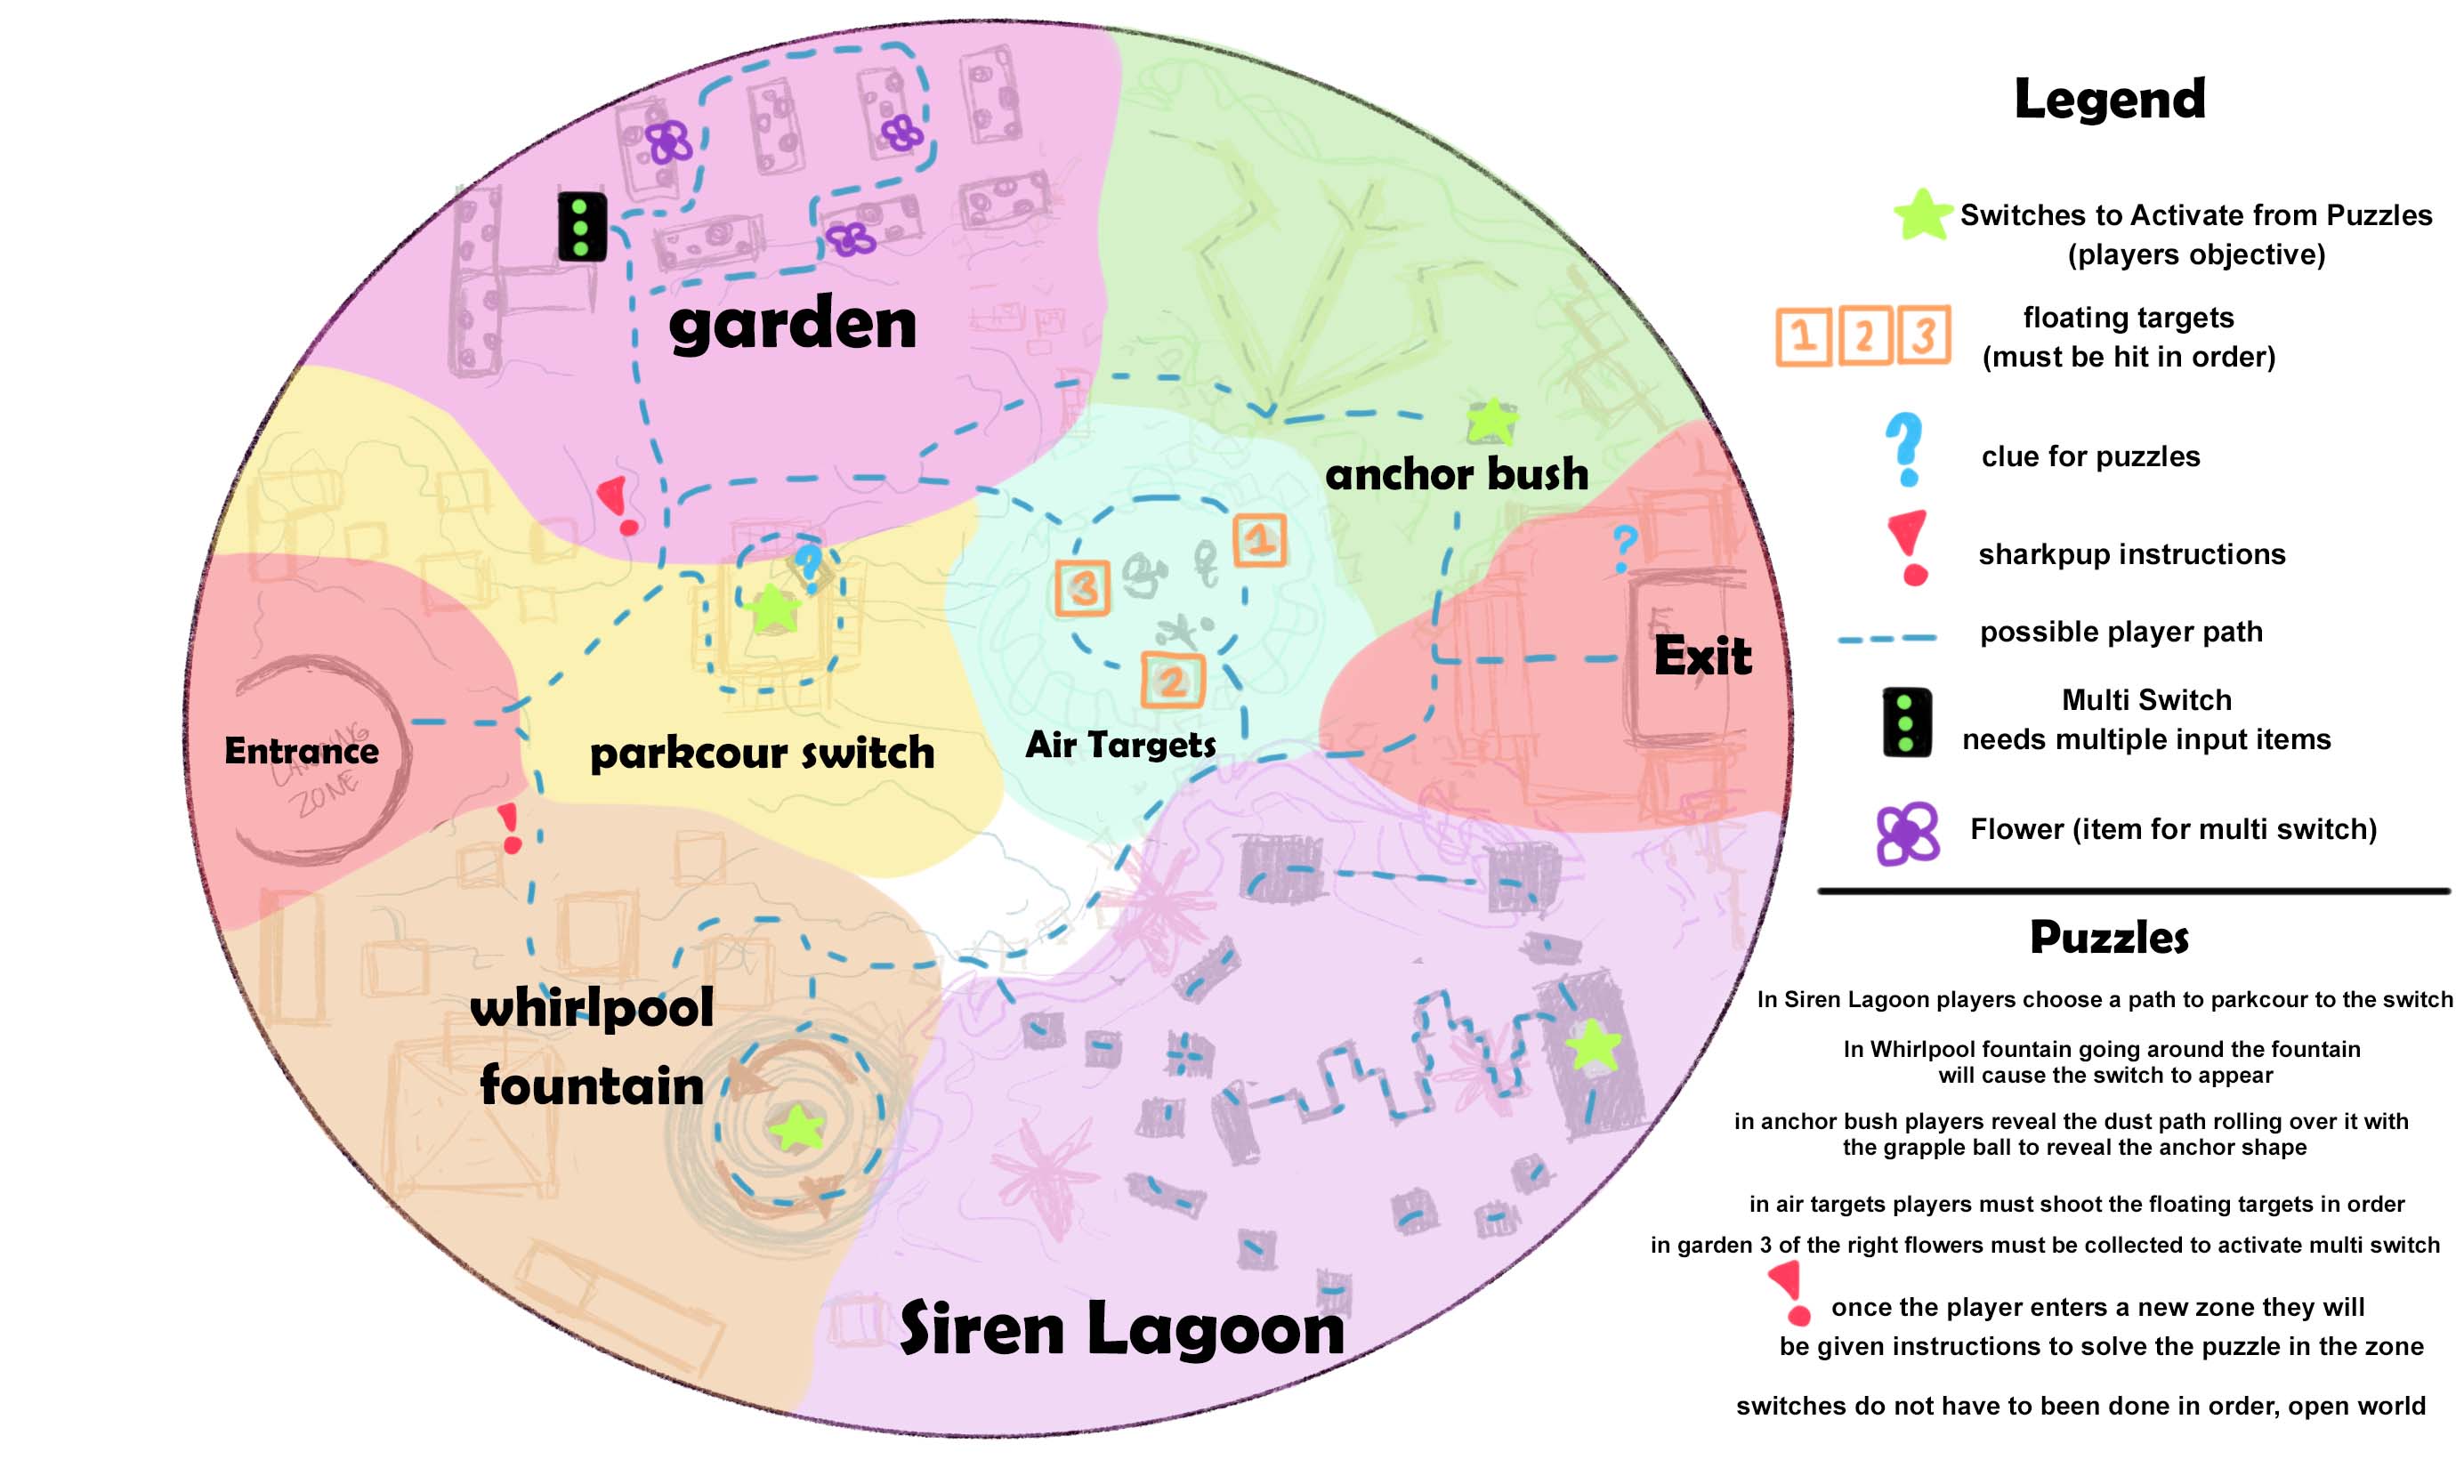 garden
anchor bush
1
3
2
Exit
Entrance
LANDING
ZONE
parkcour switch
Air Targets
whirlpool
fountain
Siren Lagoon
Legend
Switches to Activate from Puzzles
(players objective)
1 2 3
floating targets
(must be hit in order)
?
clue for puzzles
!
sharkpup instructions
possible player path
Multi Switch
needs multiple input items
Flower (item for multi switch)
Puzzles
In Siren Lagoon players choose a path to parkcour to the switch
In Whirlpool fountain going around the fountain
will cause the switch to appear
in anchor bush players reveal the dust path rolling over it with
the grapple ball to reveal the anchor shape
in air targets players must shoot the floating targets in order
in garden 3 of the right flowers must be collected to activate multi switch
! once the player enters a new zone they will
be given instructions to solve the puzzle in the zone
switches do not have to been done in order, open world